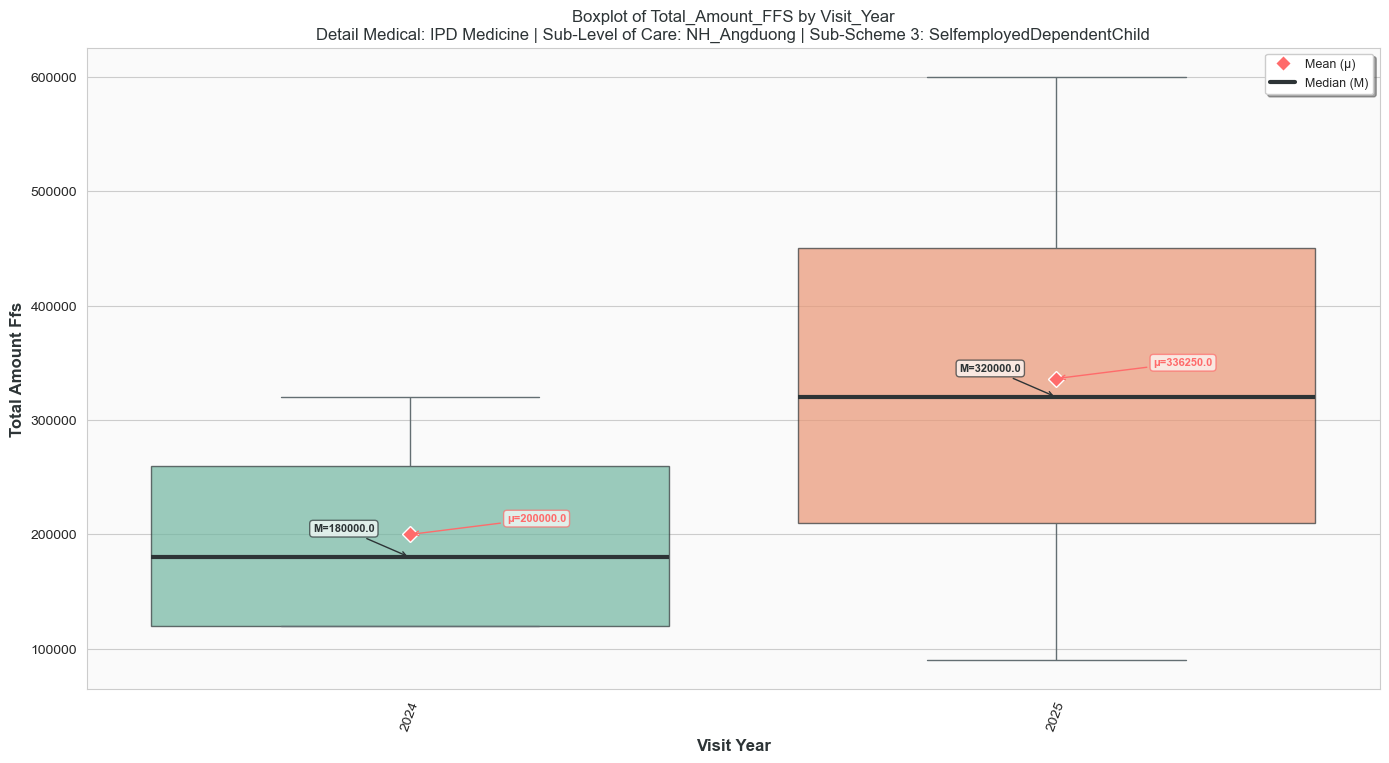 Boxplot of Total_Amount_FFS by Visit_Year
Detail Medical: IPD Medicine | Sub-Level of Care: NH_Angduong | Sub-Scheme 3: SelfemployedDependentChild
Mean (μ)
Median (M)
Total Amount Ffs
600000
500000
400000
300000
200000
100000
M=180000.0
μ=200000.0
M=320000.0
μ=336250.0
2024
2025
Visit Year